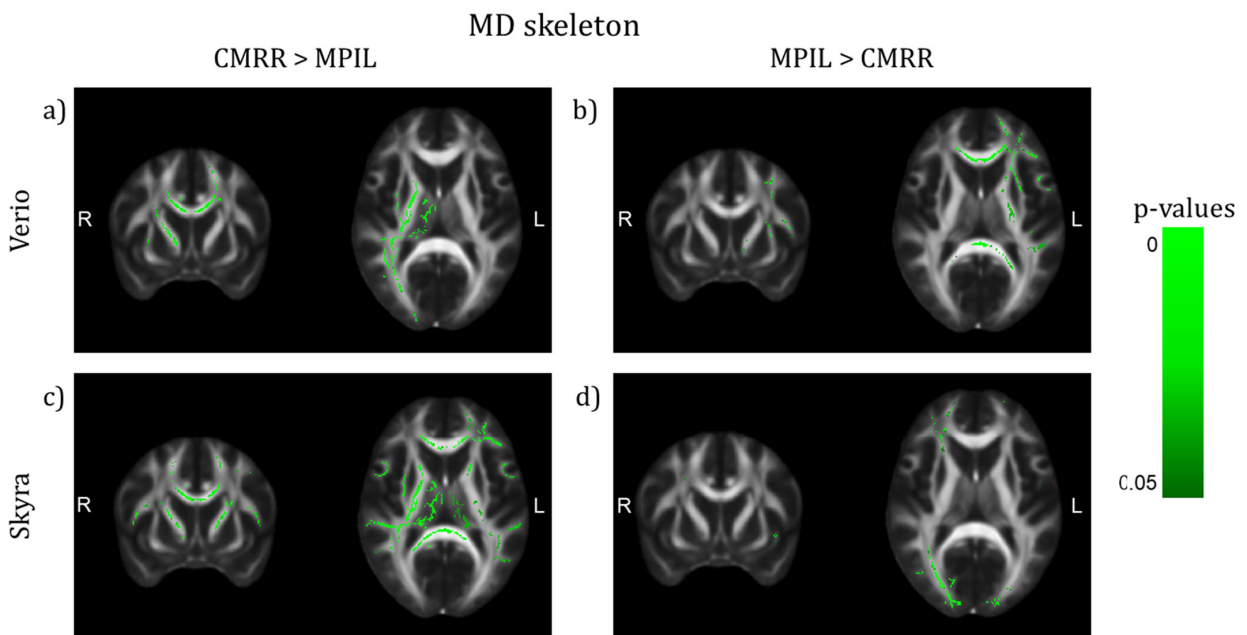 MD skeleton
CMRR > MPIL
MPIL > CMRR
a)
b)
Verio
R
L
R
L
p-values
0
0.05
c)
d)
Skyra
R
L
R
L